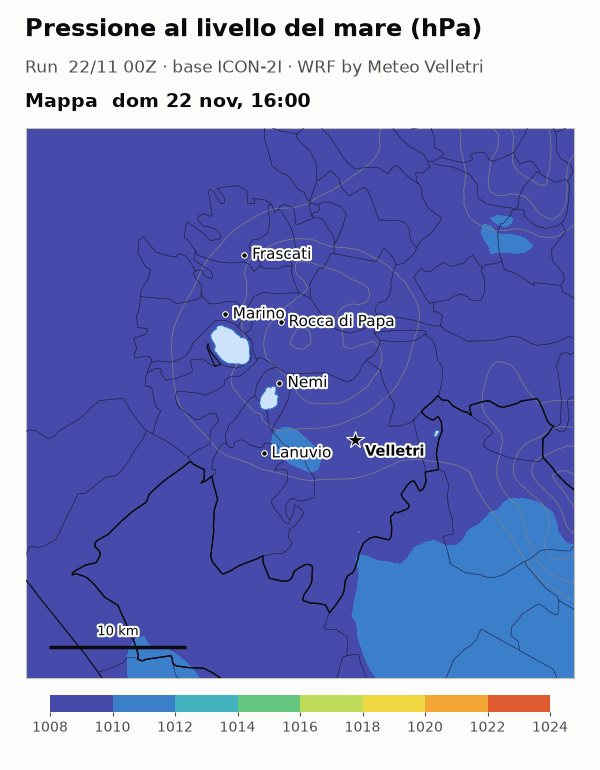 Pressione al livello del mare (hPa)
Run  22/11 00Z · base ICON-2I · WRF by Meteo Velletri
Mappa  dom 22 nov, 16:00
Frascati
Marino
Rocca di Papa
Nemi
Velletri
Lanuvio
10 km
1008 1010 1012 1014 1016 1018 1020 1022 1024